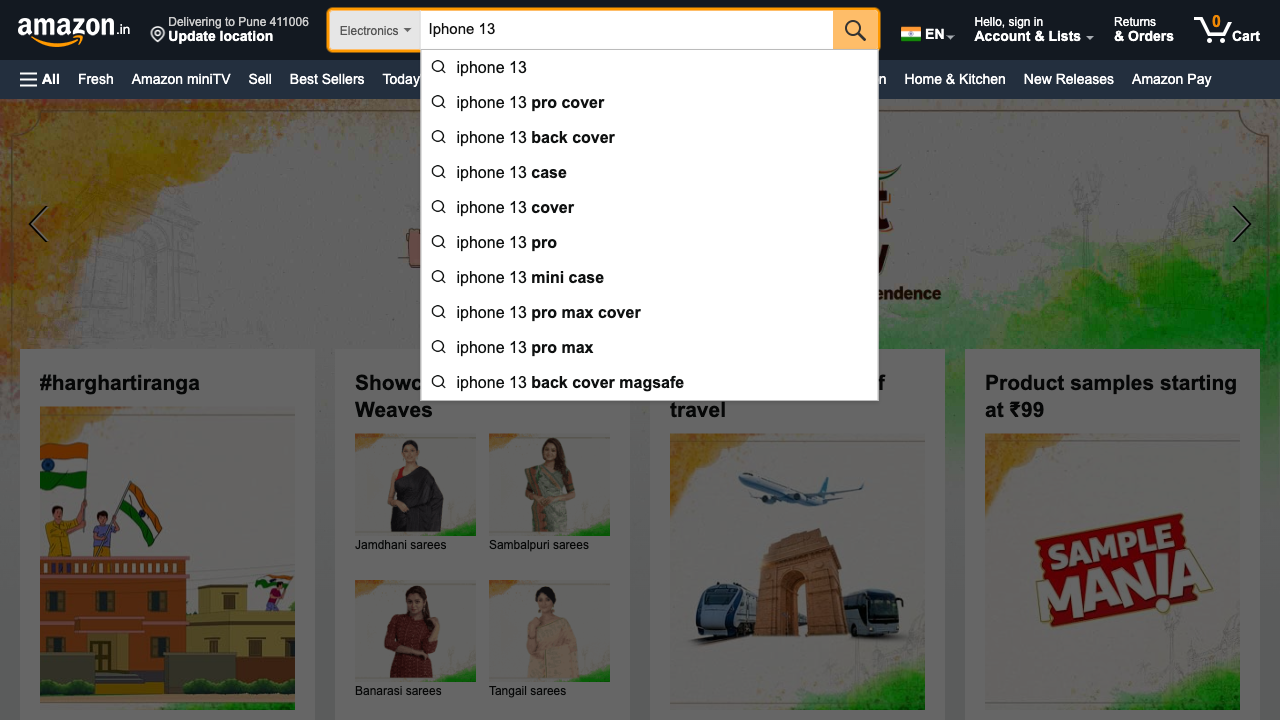 amazon.in
Delivering to Pune 411006
Update location
Electronics
Iphone 13
EN
Hello, sign in
Account & Lists
Returns
& Orders
0
Cart
All
Fresh
Amazon miniTV
Sell
Best Sellers
Today
n
Home & Kitchen
New Releases
Amazon Pay
iphone 13
iphone 13 pro cover
iphone 13 back cover
iphone 13 case
iphone 13 cover
iphone 13 pro
iphone 13 mini case
iphone 13 pro max cover
iphone 13 pro max
iphone 13 back cover magsafe
endence
#harghartiranga
Showc
Weaves
Jamdhani sarees
Sambalpuri sarees
Banarasi sarees
Tangail sarees
f
travel
Product samples starting
at ₹99
SAMPLE
MANIA